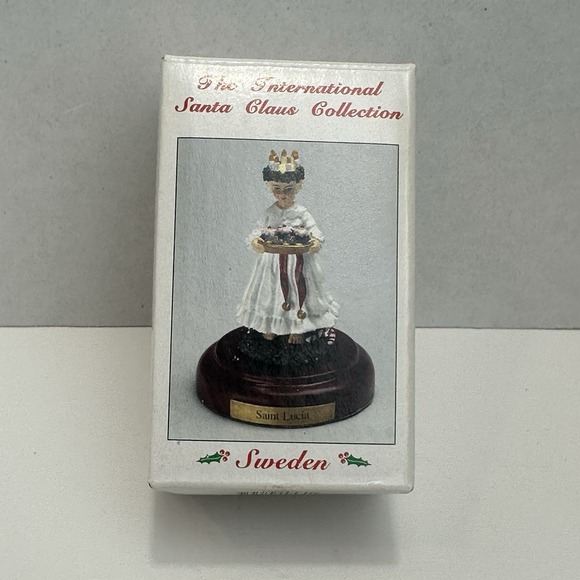 The International
Santa Claus Collection
Saint Lucia
Sweden